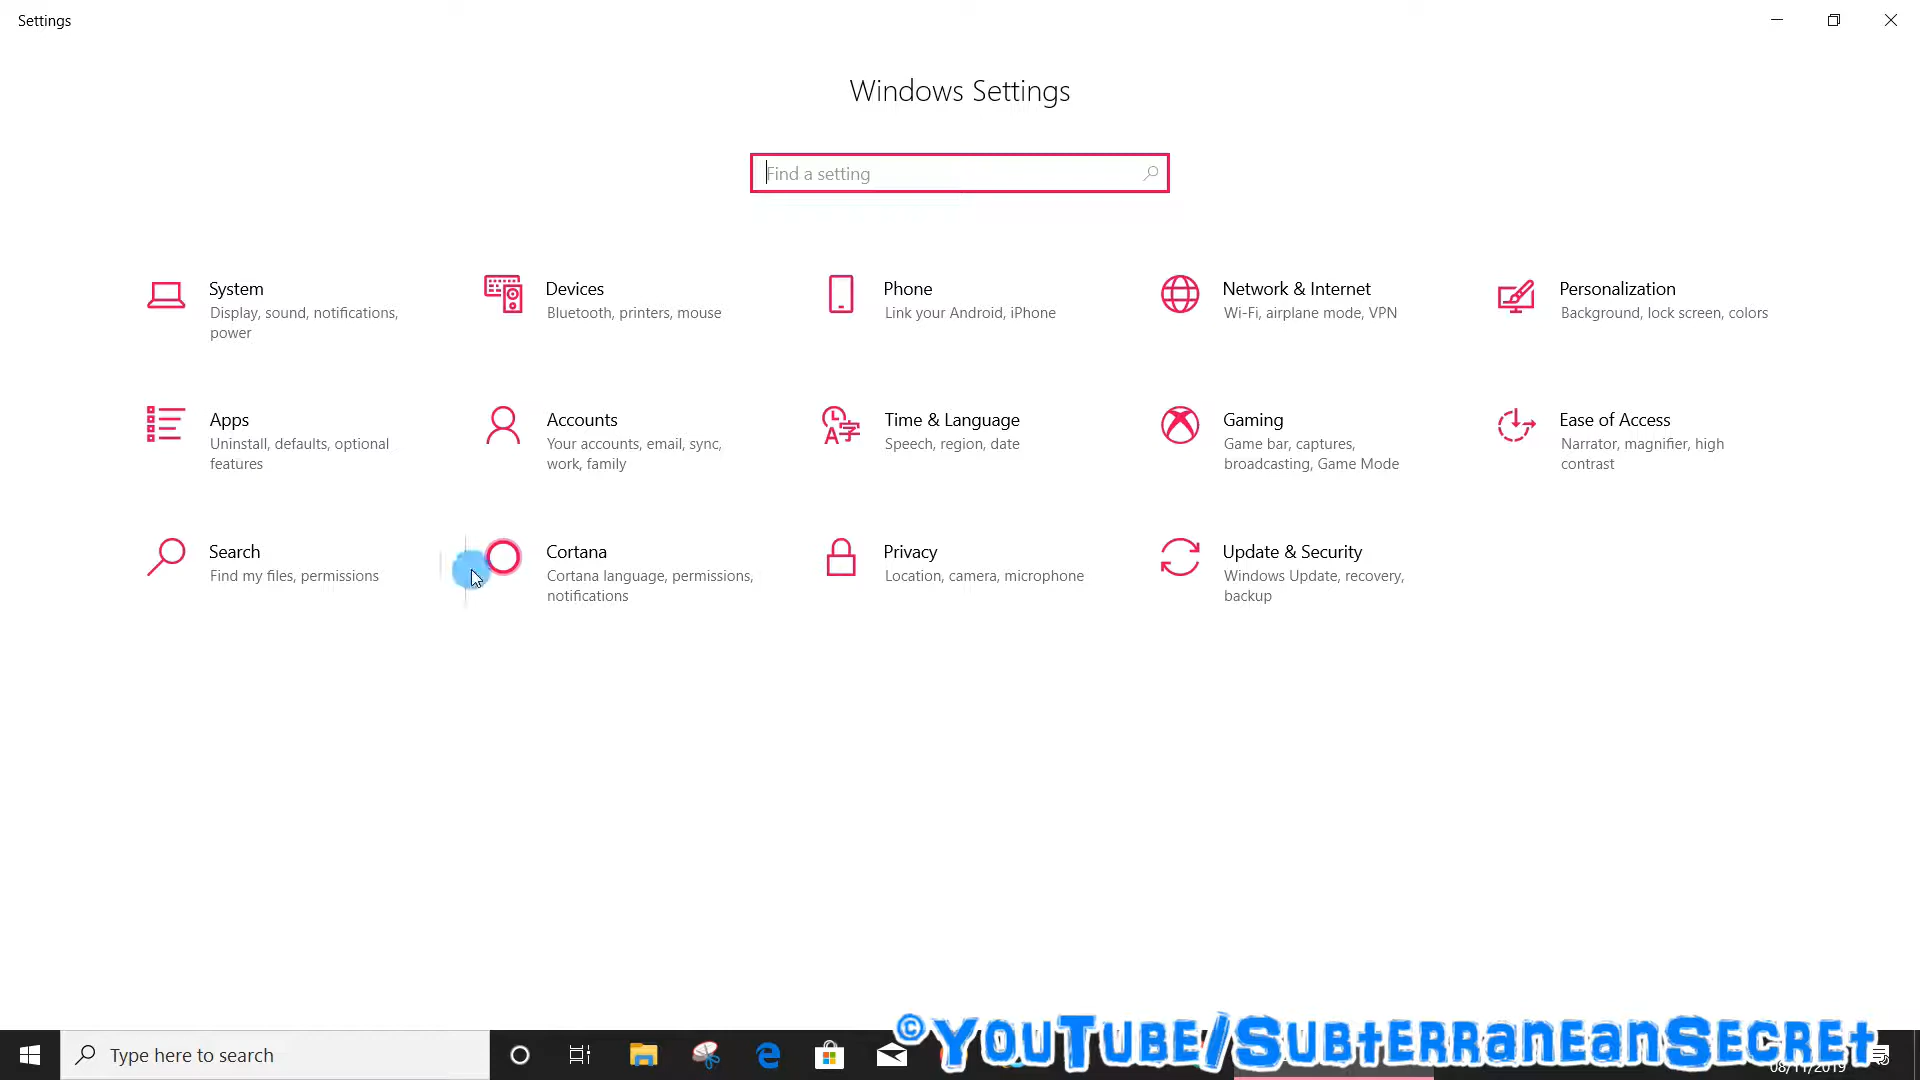 Settings
Windows Settings
Find a setting
System
Display, sound, notifications,
power
Devices
Bluetooth, printers, mouse
Phone
Link your Android, iPhone
Network & Internet
Wi-Fi, airplane mode, VPN
Personalization
Background, lock screen, colors
Apps
Uninstall, defaults, optional
features
Accounts
Your accounts, email, sync,
work, family
Time & Language
Speech, region, date
Gaming
Game bar, captures,
broadcasting, Game Mode
Ease of Access
Narrator, magnifier, high
contrast
Search
Find my files, permissions
Cortana
Cortana language, permissions,
notifications
Privacy
Location, camera, microphone
Update & Security
Windows Update, recovery,
backup
Type here to search
©YouTube/SubterraneanSecret
08/11/2019